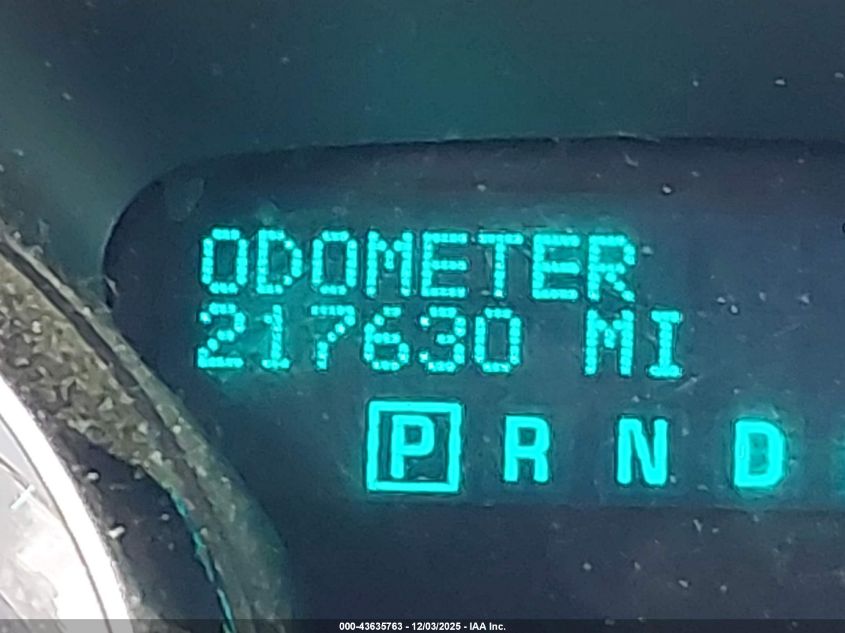 ODOMETER
217630 MI
P R N D
000-43635763 - 12/03/2025 - IAA Inc.